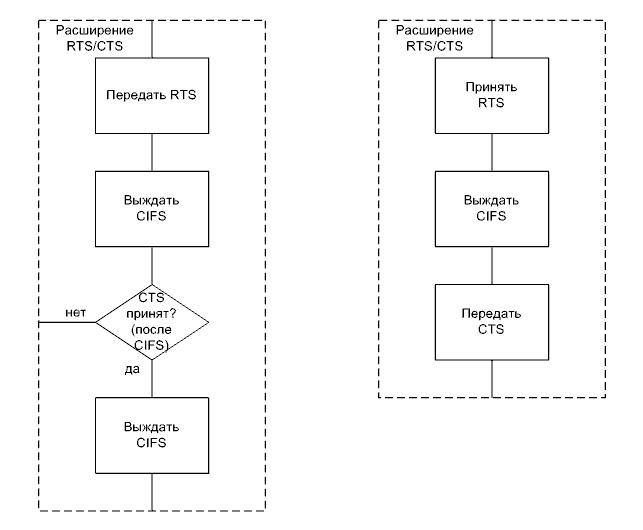 Расширение
RTS/CTS
Передать RTS
Выждать
CIFS
CTS
принят?
(после
CIFS)
нет
да
Выждать
CIFS
Расширение
RTS/CTS
Принять
RTS
Выждать
CIFS
Передать
CTS